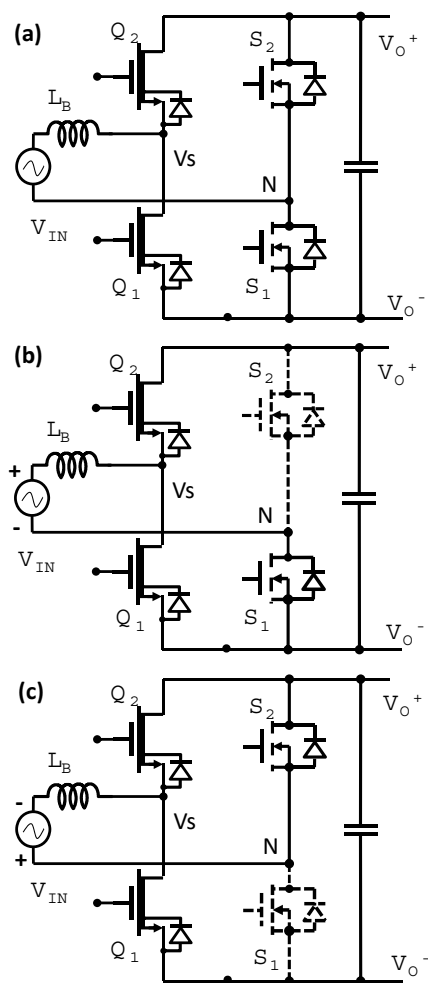 (a)
Q2
S2
VO+
LB
Vs
N
VIN
Q1
S1
VO-
(b)
Q2
S2
VO+
LB
+
Vs
N
-
VIN
Q1
S1
VO-
(c)
Q2
S2
VO+
LB
-
Vs
N
+
VIN
Q1
S1
VO-